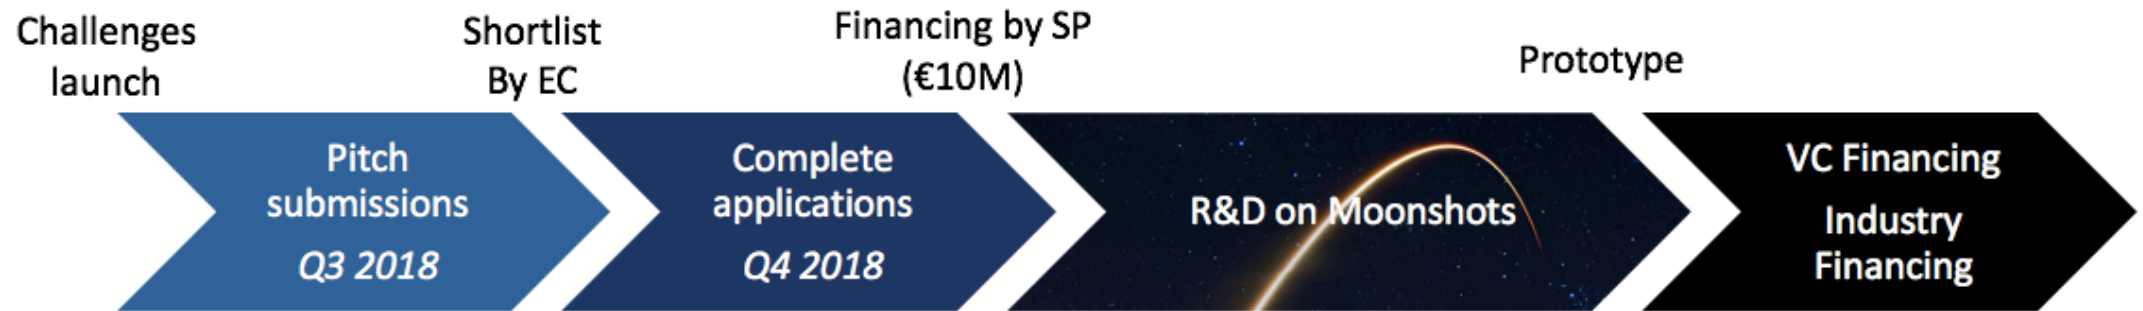 Challenges
launch
Shortlist
By EC
Financing by SP
(€10M)
Prototype
Pitch
submissions
Q3 2018
Complete
applications
Q4 2018
R&D on Moonshots
VC Financing
Industry
Financing